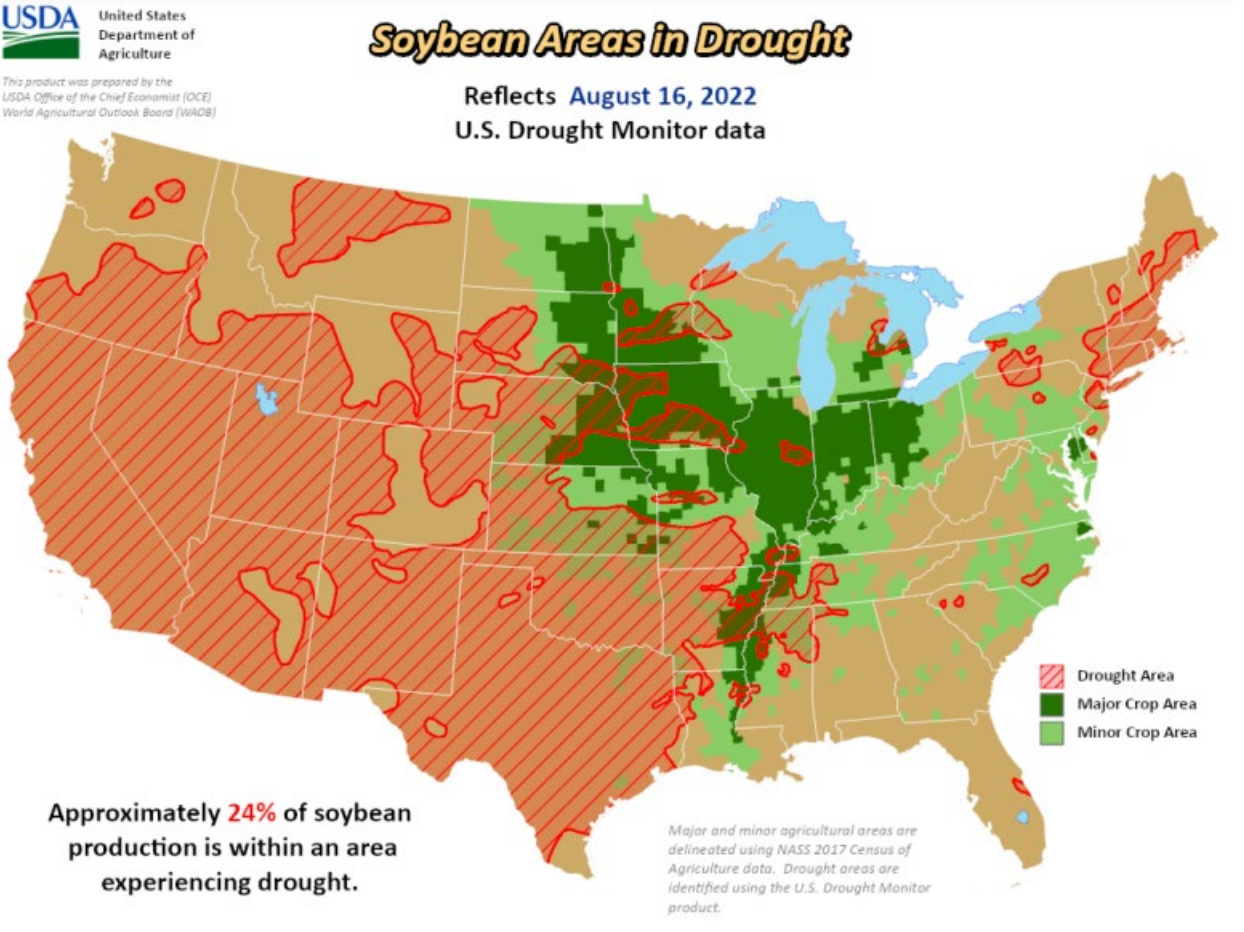 USDA
United States
Department of
Agriculture
This product was prepared by the
USDA Office of the Chief Economist (OCE)
World Agricultural Outlook Board (WAOB)
Soybean Areas in Drought
Reflects August 16, 2022
U.S. Drought Monitor data
Drought Area
Major Crop Area
Minor Crop Area
Approximately 24% of soybean
production is within an area
experiencing drought.
Major and minor agricultural areas are
delineated using NASS 2017 Census of
Agriculture data. Drought areas are
identified using the U.S. Drought Monitor
product.